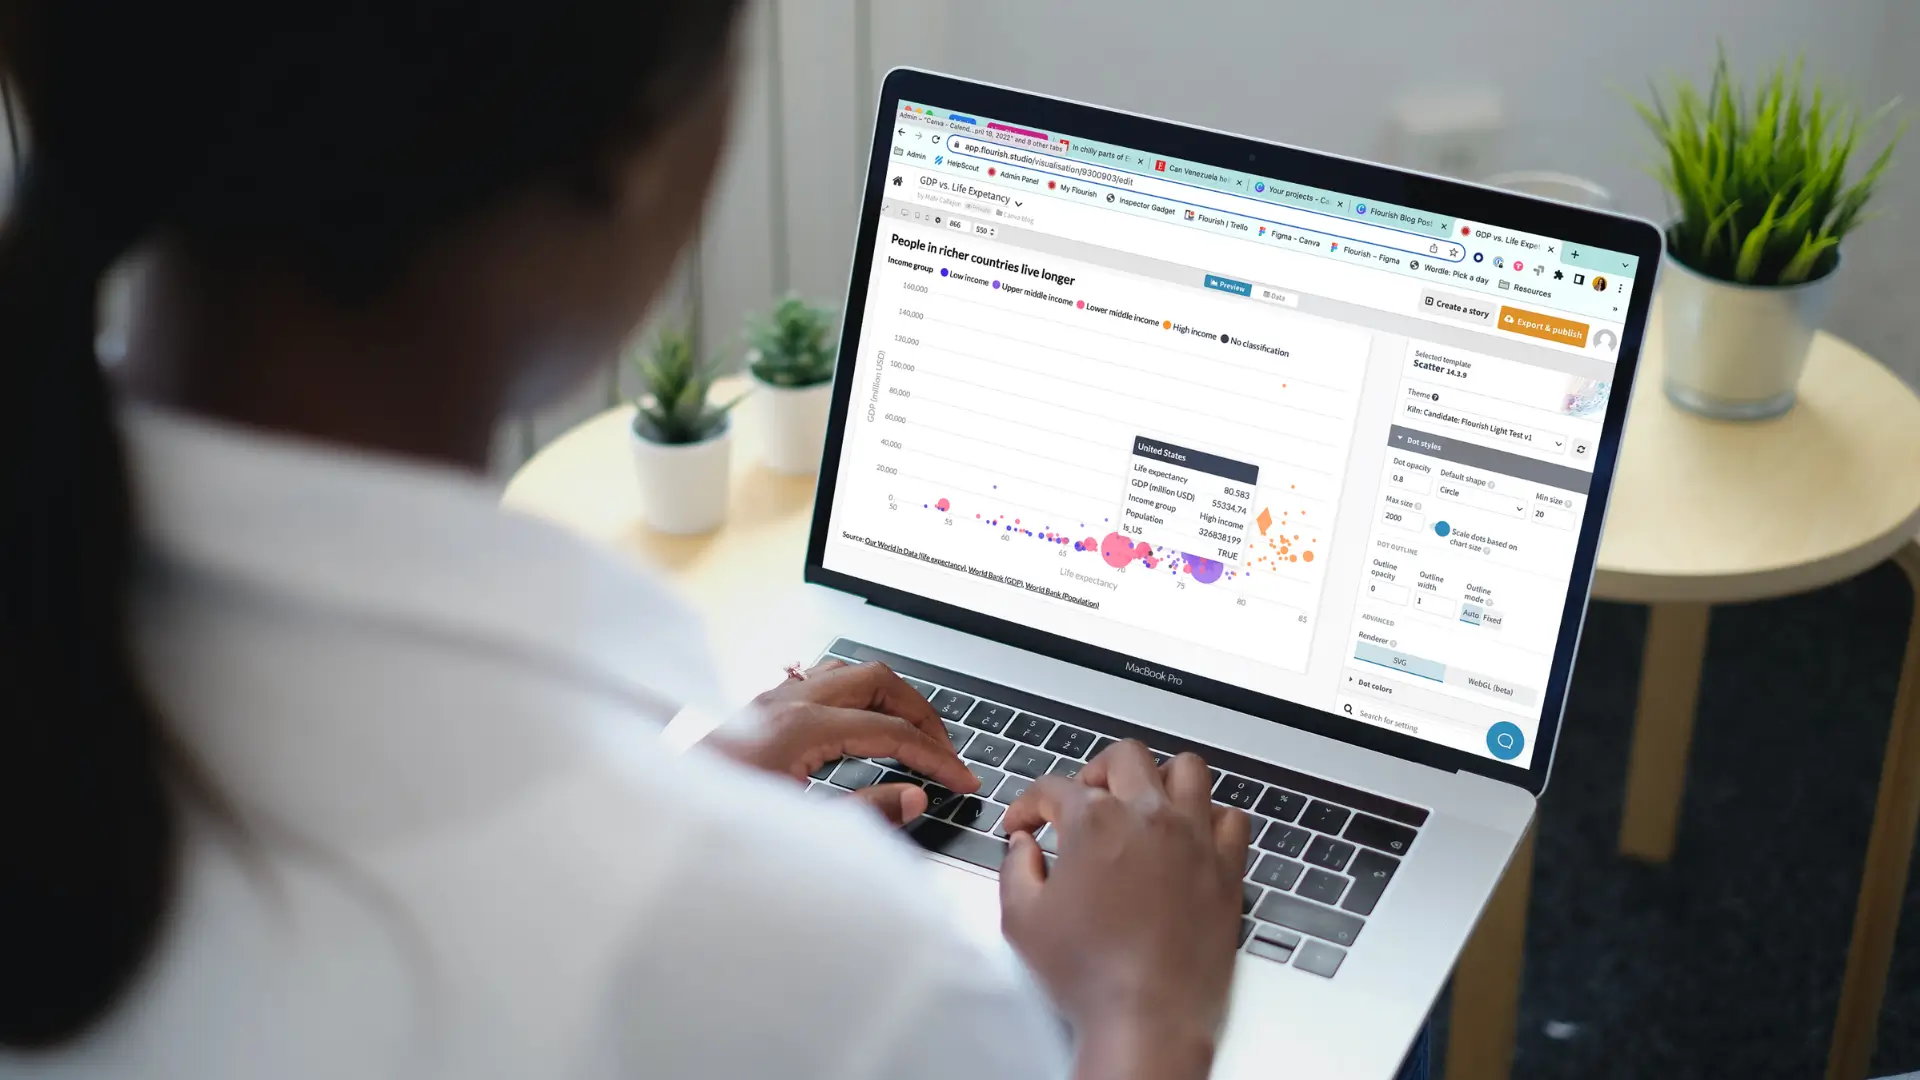 Admin - "Canva - Calend...pril 18, 2022" and 8 other tabs
In chilly parts of E
Can Venezuela hel
Your projects - Ca
Flourish Blog Post
GDP vs. Life Expet
app.flourish.studio/visualisation/9300903/edit
Admin
HelpScout
Admin Panel
My Flourish
Inspector Gadget
Flourish | Trello
Figma - Canva
Flourish - Figma
Wordle: Pick a day
Resources
GDP vs. Life Expetancy
866
550
Preview
Data
Create a story
Export & publish
People in richer countries live longer
Income group
Low income
Upper middle income
Lower middle income
High income
No classification
160,000
140,000
120,000
100,000
80,000
60,000
40,000
20,000
0
GDP (million USD)
50
55
60
65
70
75
80
85
Life expectancy
United States
Life expectancy 80.583
GDP (million USD) 55334.74
Income group High income
Population 326838199
Is_US TRUE
Source: Our World in Data (life expectancy), World Bank (GDP), World Bank (Population)
Selected template
Scatter 14.3.9
Theme
Kiln: Candidate: Flourish Light Test v1
Dot styles
Dot opacity
0.8
Default shape
Circle
Min size
20
Max size
2000
Scale dots based on
chart size
DOT OUTLINE
Outline
opacity
0
Outline
width
1
Outline
mode
Auto Fixed
ADVANCED
Renderer
SVG
WebGL (beta)
Dot colors
Search for setting
MacBook Pro